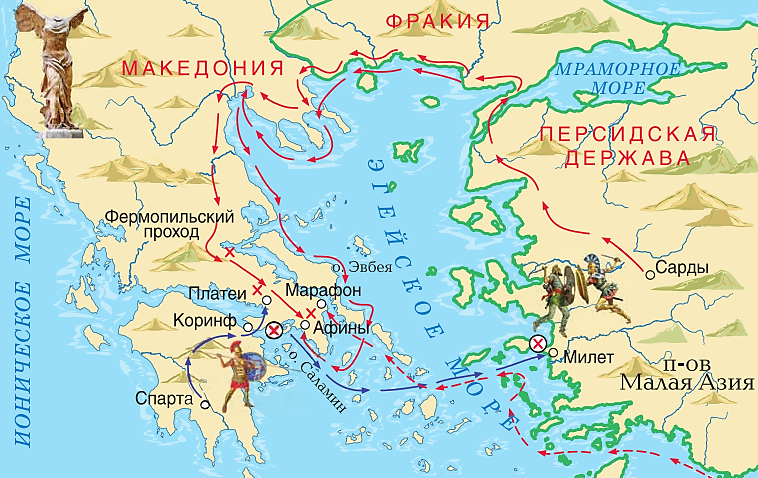 ФРАКИЯ
МАКЕДОНИЯ
МРАМОРНОЕ
МОРЕ
ПЕРСИДСКАЯ
ДЕРЖАВА
ЭГЕЙСКОЕ МОРЕ
ИОНИЧЕСКОЕ МОРЕ
Фермопильский
проход
о. Эвбея
Сарды
Платеи
Марафон
Коринф
Афины
о. Саламин
Милет
п-ов
Малая Азия
Спарта